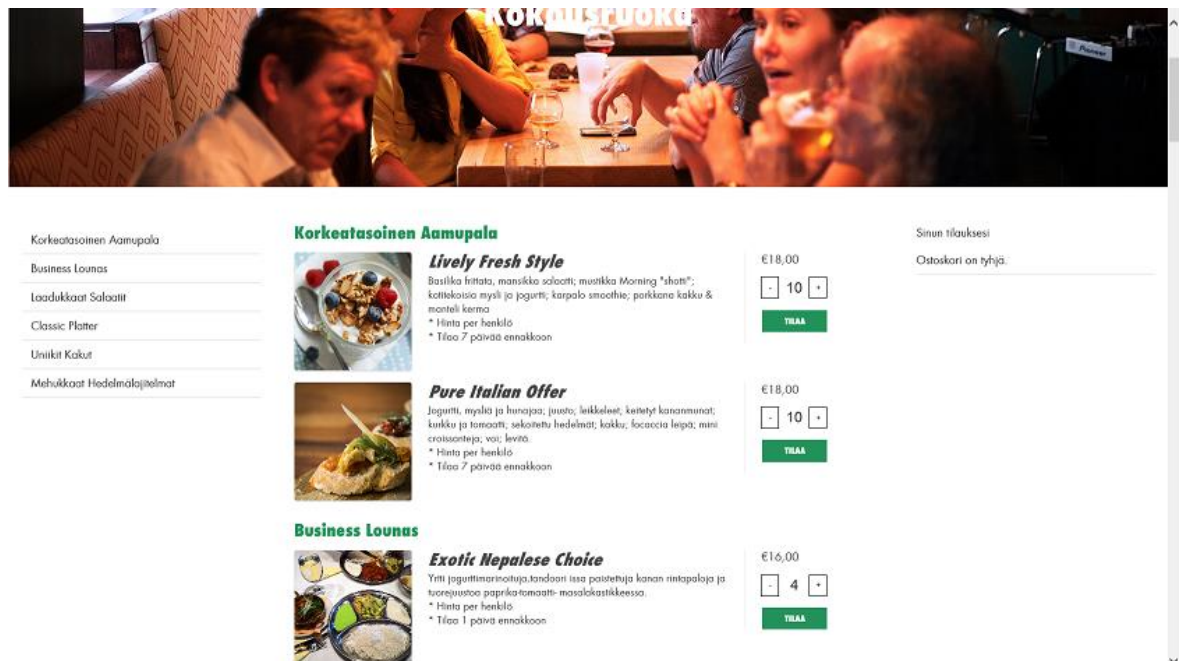 Kokousruoka
Pioneer
Korkeatasoinen Aamupala
Business Lounas
Laadukkaat Salaatit
Classic Platter
Uniikit Kakut
Mehukkaat Hedelmälajitelmat
Korkeatasoinen Aamupala
Lively Fresh Style
Basilika frittata, mansikka salaatti; mustikka Morning "shotti";
kotitekoisia mysli ja jogurtti; karpalo smoothie; porkkana kakku &
manteli kerma
* Hinta per henkilö
* Tilaa 7 päivää ennakkoon
€18,00
- 10 +
TILAA
Pure Italian Offer
Jogurtti, mysliä ja hunajaa; juusto; leikkeleet; keitetyt kananmunat;
kurkku ja tomaatti; sekoitettu hedelmät; kakku; focaccia leipä; mini
croissanteja; voi; levitä.
* Hinta per henkilö
* Tilaa 7 päivää ennakkoon
€18,00
- 10 +
TILAA
Business Lounas
Exotic Nepalese Choice
Yrtti jogurttimarinoituja,tandoori issa paistettuja kanan rintapaloja ja
tuorejuustoa paprika-tomaatti- masalakastikkeessa.
* Hinta per henkilö
* Tilaa 1 päivä ennakkoon
€16,00
- 4 +
TILAA
Sinun tilauksesi
Ostoskori on tyhjä.